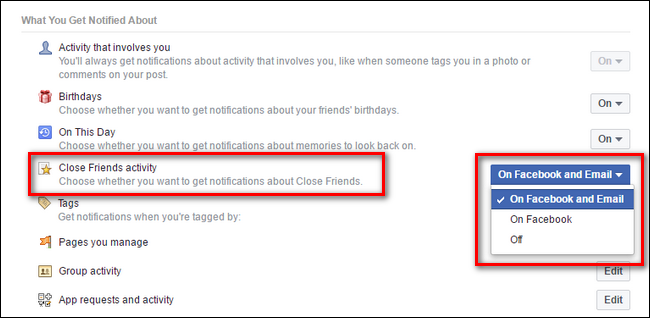 What You Get Notified About
Activity that involves you
You'll always get notifications about activity that involves you, like when someone tags you in a photo or
comments on your post.
On
Birthdays
Choose whether you want to get notifications about your friends' birthdays.
On
On This Day
Choose whether you want to get notifications about memories to look back on.
On
Close Friends activity
Choose whether you want to get notifications about Close Friends.
On Facebook and Email
On Facebook and Email
On Facebook
Off
Tags
Get notifications when you're tagged by:
Pages you manage
Group activity
Edit
App requests and activity
Edit